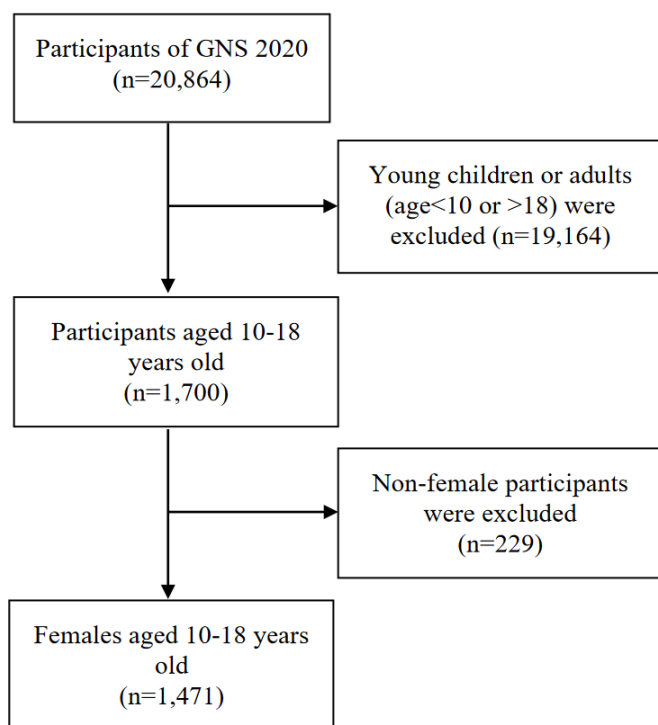 Participants of GNS 2020
(n=20,864)
Young children or adults
(age<10 or >18) were
excluded (n=19,164)
Participants aged 10-18
years old
(n=1,700)
Non-female participants
were excluded
(n=229)
Females aged 10-18 years
old
(n=1,471)